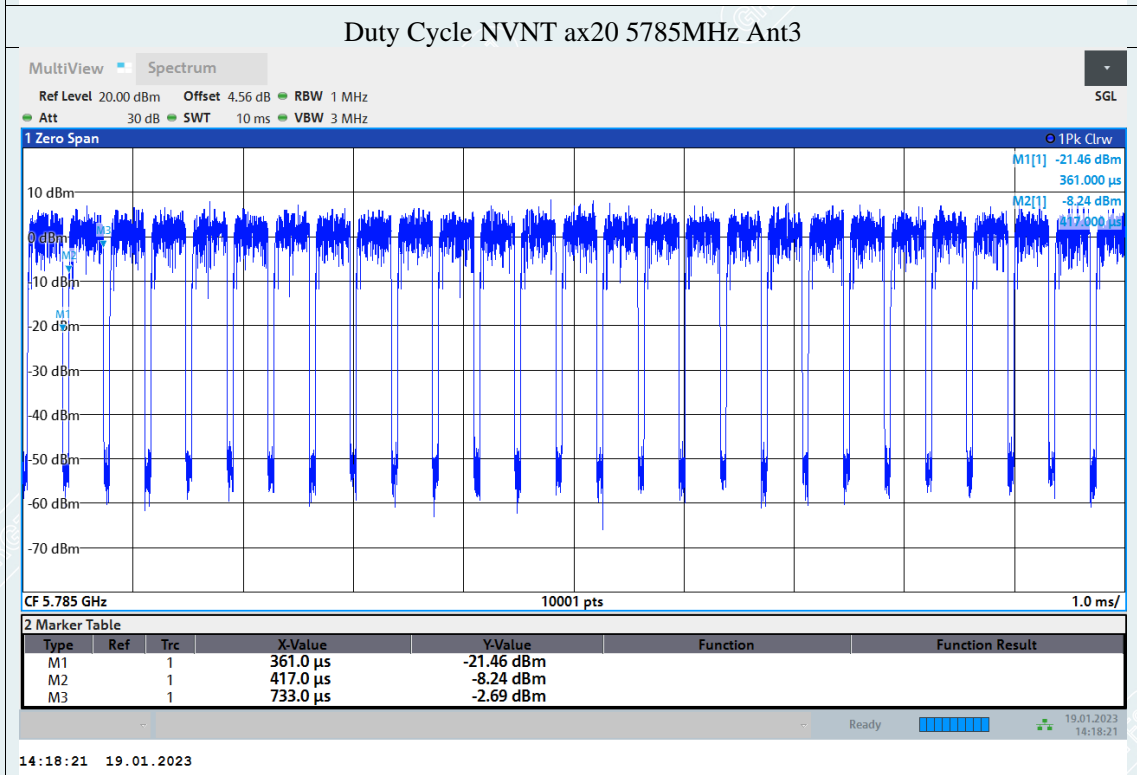 Duty Cycle NVNT ax20 5785MHz Ant3
MultiView Spectrum
Ref Level 20.00 dBm Offset 4.56 dB RBW 1 MHz
SGL
Att 30 dB SWT 10 ms VBW 3 MHz
1 Zero Span
1Pk Clrw
M1[1] -21.46 dBm
361.000 µs
M2[1] -8.24 dBm
417.000 µs
10 dBm
M3
0 dBm
M2
-10 dBm
M1
-20 dBm
-30 dBm
-40 dBm
-50 dBm
-60 dBm
-70 dBm
CF 5.785 GHz 10001 pts 1.0 ms/
2 Marker Table
Type Ref Trc X-Value Y-Value Function Function Result
M1 1 361.0 µs -21.46 dBm
M2 1 417.0 µs -8.24 dBm
M3 1 733.0 µs -2.69 dBm
Ready
19.01.2023
14:18:21
14:18:21 19.01.2023